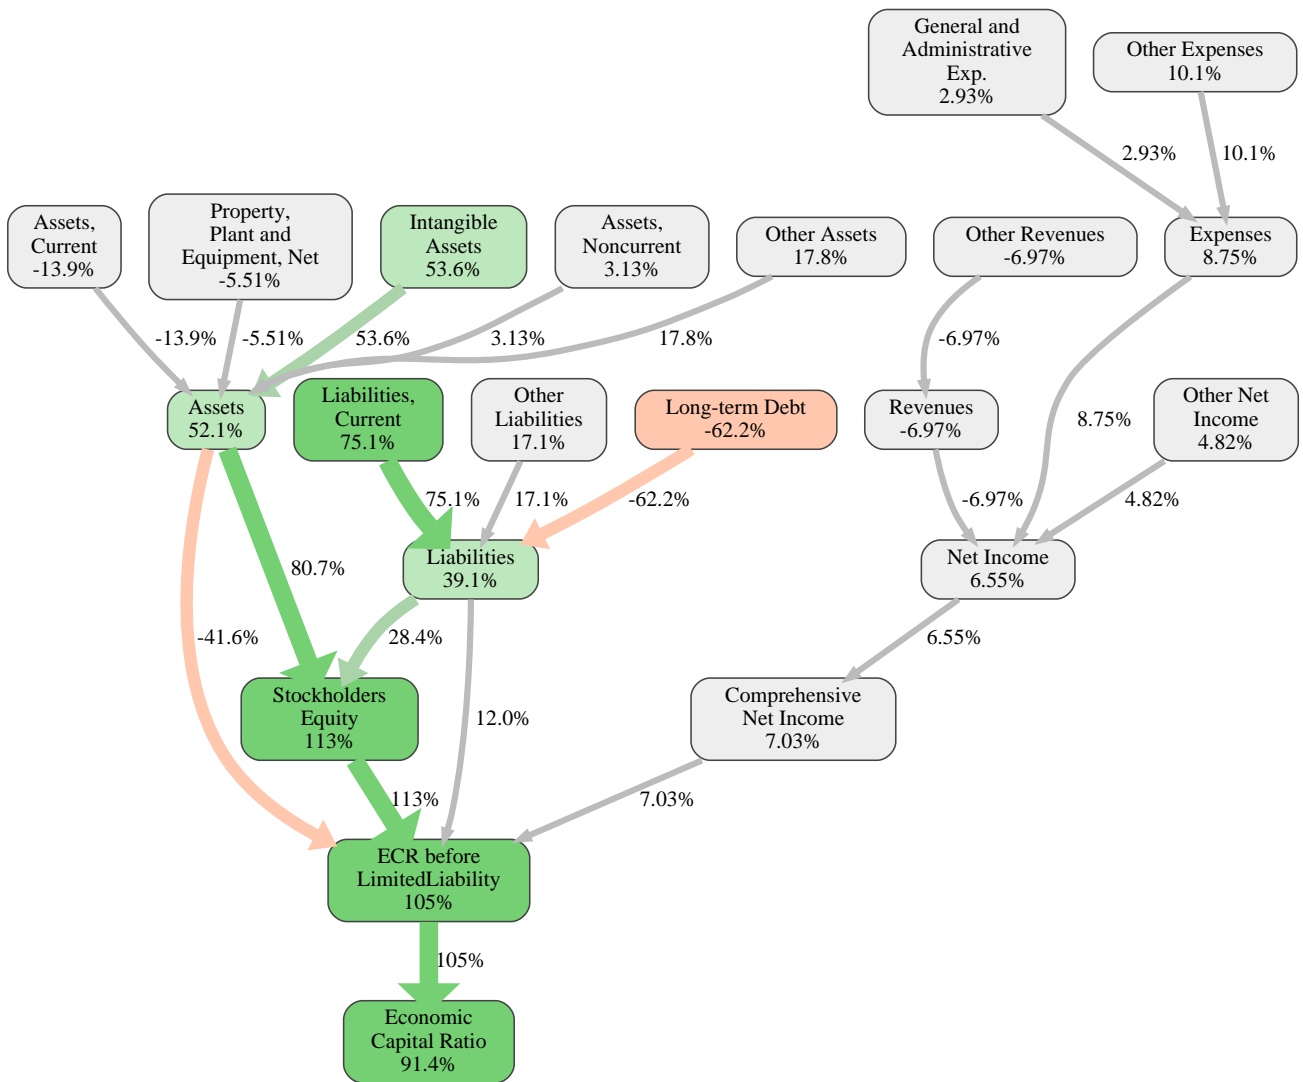 General and
Administrative
Exp.
2.93%
Other Expenses
10.1%
2.93%
10.1%
Assets,
Current
-13.9%
Property,
Plant and
Equipment, Net
-5.51%
Intangible
Assets
53.6%
Assets,
Noncurrent
3.13%
Other Assets
17.8%
Other Revenues
-6.97%
Expenses
8.75%
-13.9%
-5.51%
53.6%
3.13%
17.8%
-6.97%
Assets
52.1%
Liabilities,
Current
75.1%
Other
Liabilities
17.1%
Long-term Debt
-62.2%
Revenues
-6.97%
8.75%
Other Net
Income
4.82%
75.1%
17.1%
-62.2%
-6.97%
4.82%
80.7%
Liabilities
39.1%
Net Income
6.55%
-41.6%
28.4%
6.55%
Stockholders
Equity
113%
12.0%
Comprehensive
Net Income
7.03%
113%
7.03%
ECR before
LimitedLiability
105%
105%
Economic
Capital Ratio
91.4%